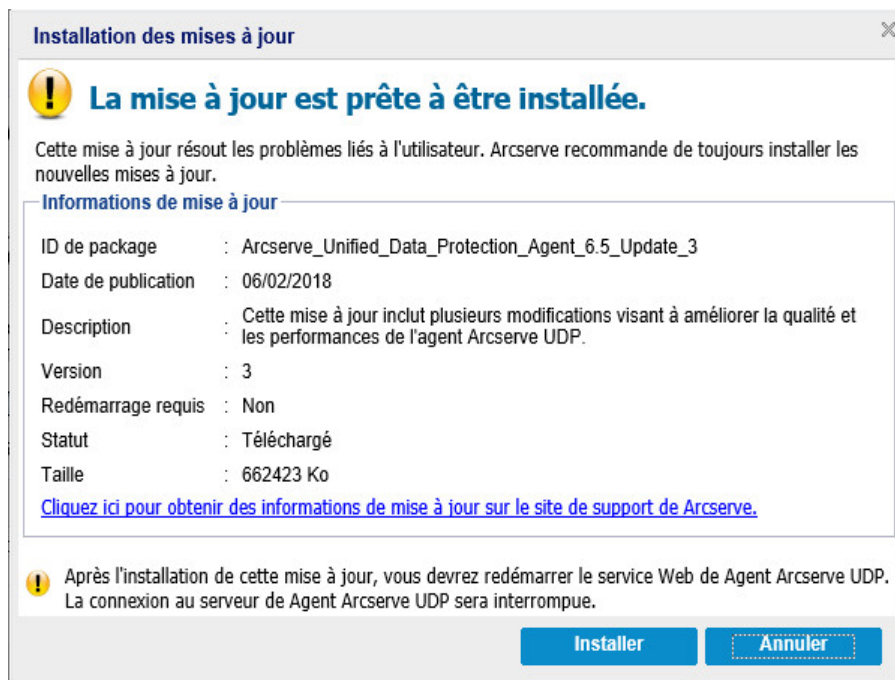 Installation des mises à jour
La mise à jour est prête à être installée.
Cette mise à jour résout les problèmes liés à l'utilisateur. Arcserve recommande de toujours installer les
nouvelles mises à jour.
Informations de mise à jour
ID de package : Arcserve_Unified_Data_Protection_Agent_6.5_Update_3
Date de publication : 06/02/2018
Description : Cette mise à jour inclut plusieurs modifications visant à améliorer la qualité et
les performances de l'agent Arcserve UDP.
Version : 3
Redémarrage requis : Non
Statut : Téléchargé
Taille : 662423 Ko
Cliquez ici pour obtenir des informations de mise à jour sur le site de support de Arcserve.
Après l'installation de cette mise à jour, vous devrez redémarrer le service Web de Agent Arcserve UDP.
La connexion au serveur de Agent Arcserve UDP sera interrompue.
Installer Annuler